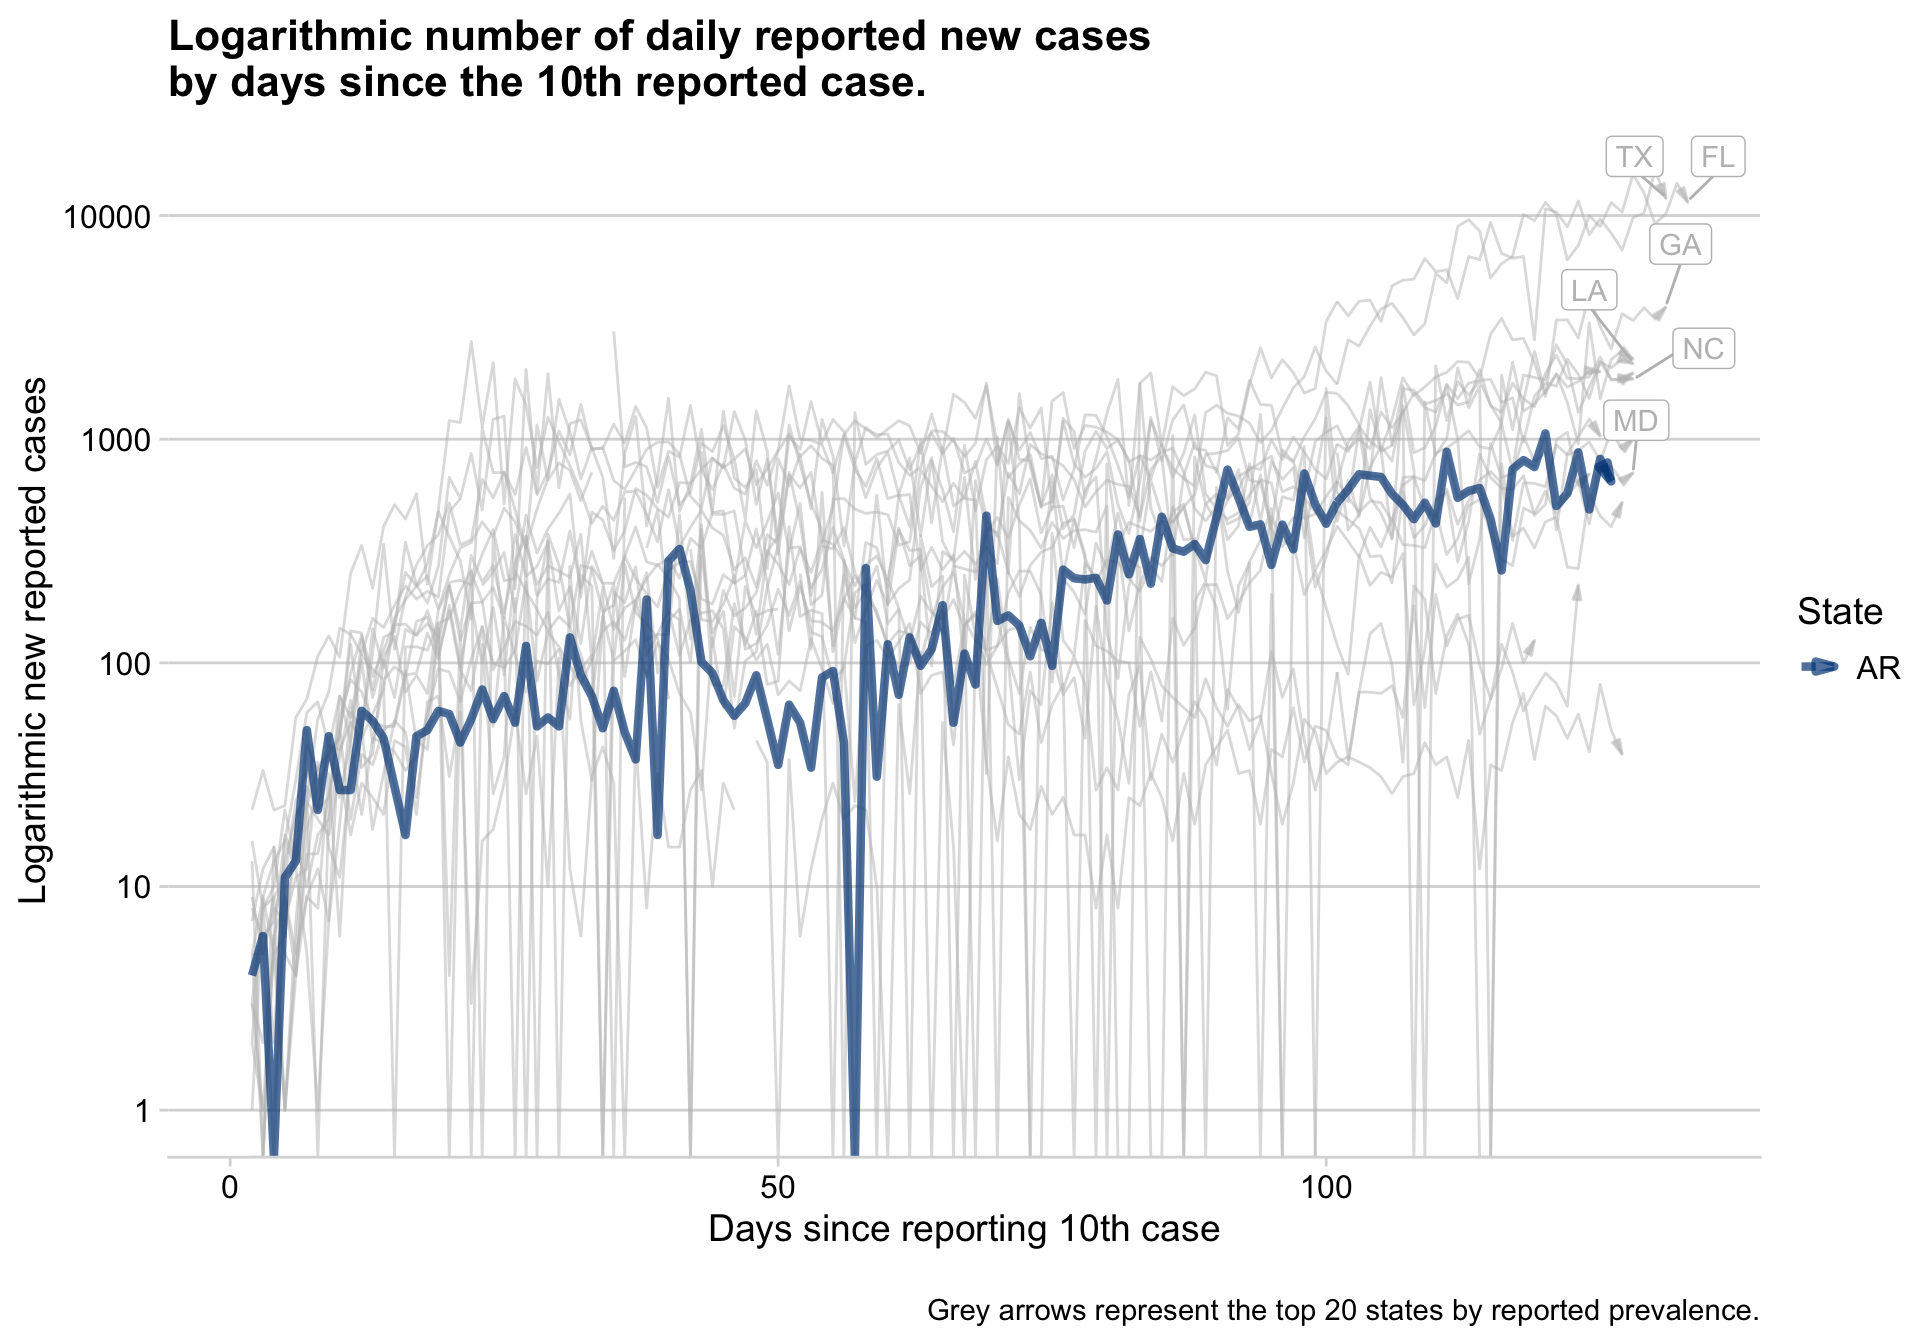 Logarithmic number of daily reported new cases
by days since the 10th reported case.
TX
FL
GA
LA
NC
MD
10000
1000
100
10
1
Logarithmic new reported cases
0
50
100
Days since reporting 10th case
State
AR
Grey arrows represent the top 20 states by reported prevalence.